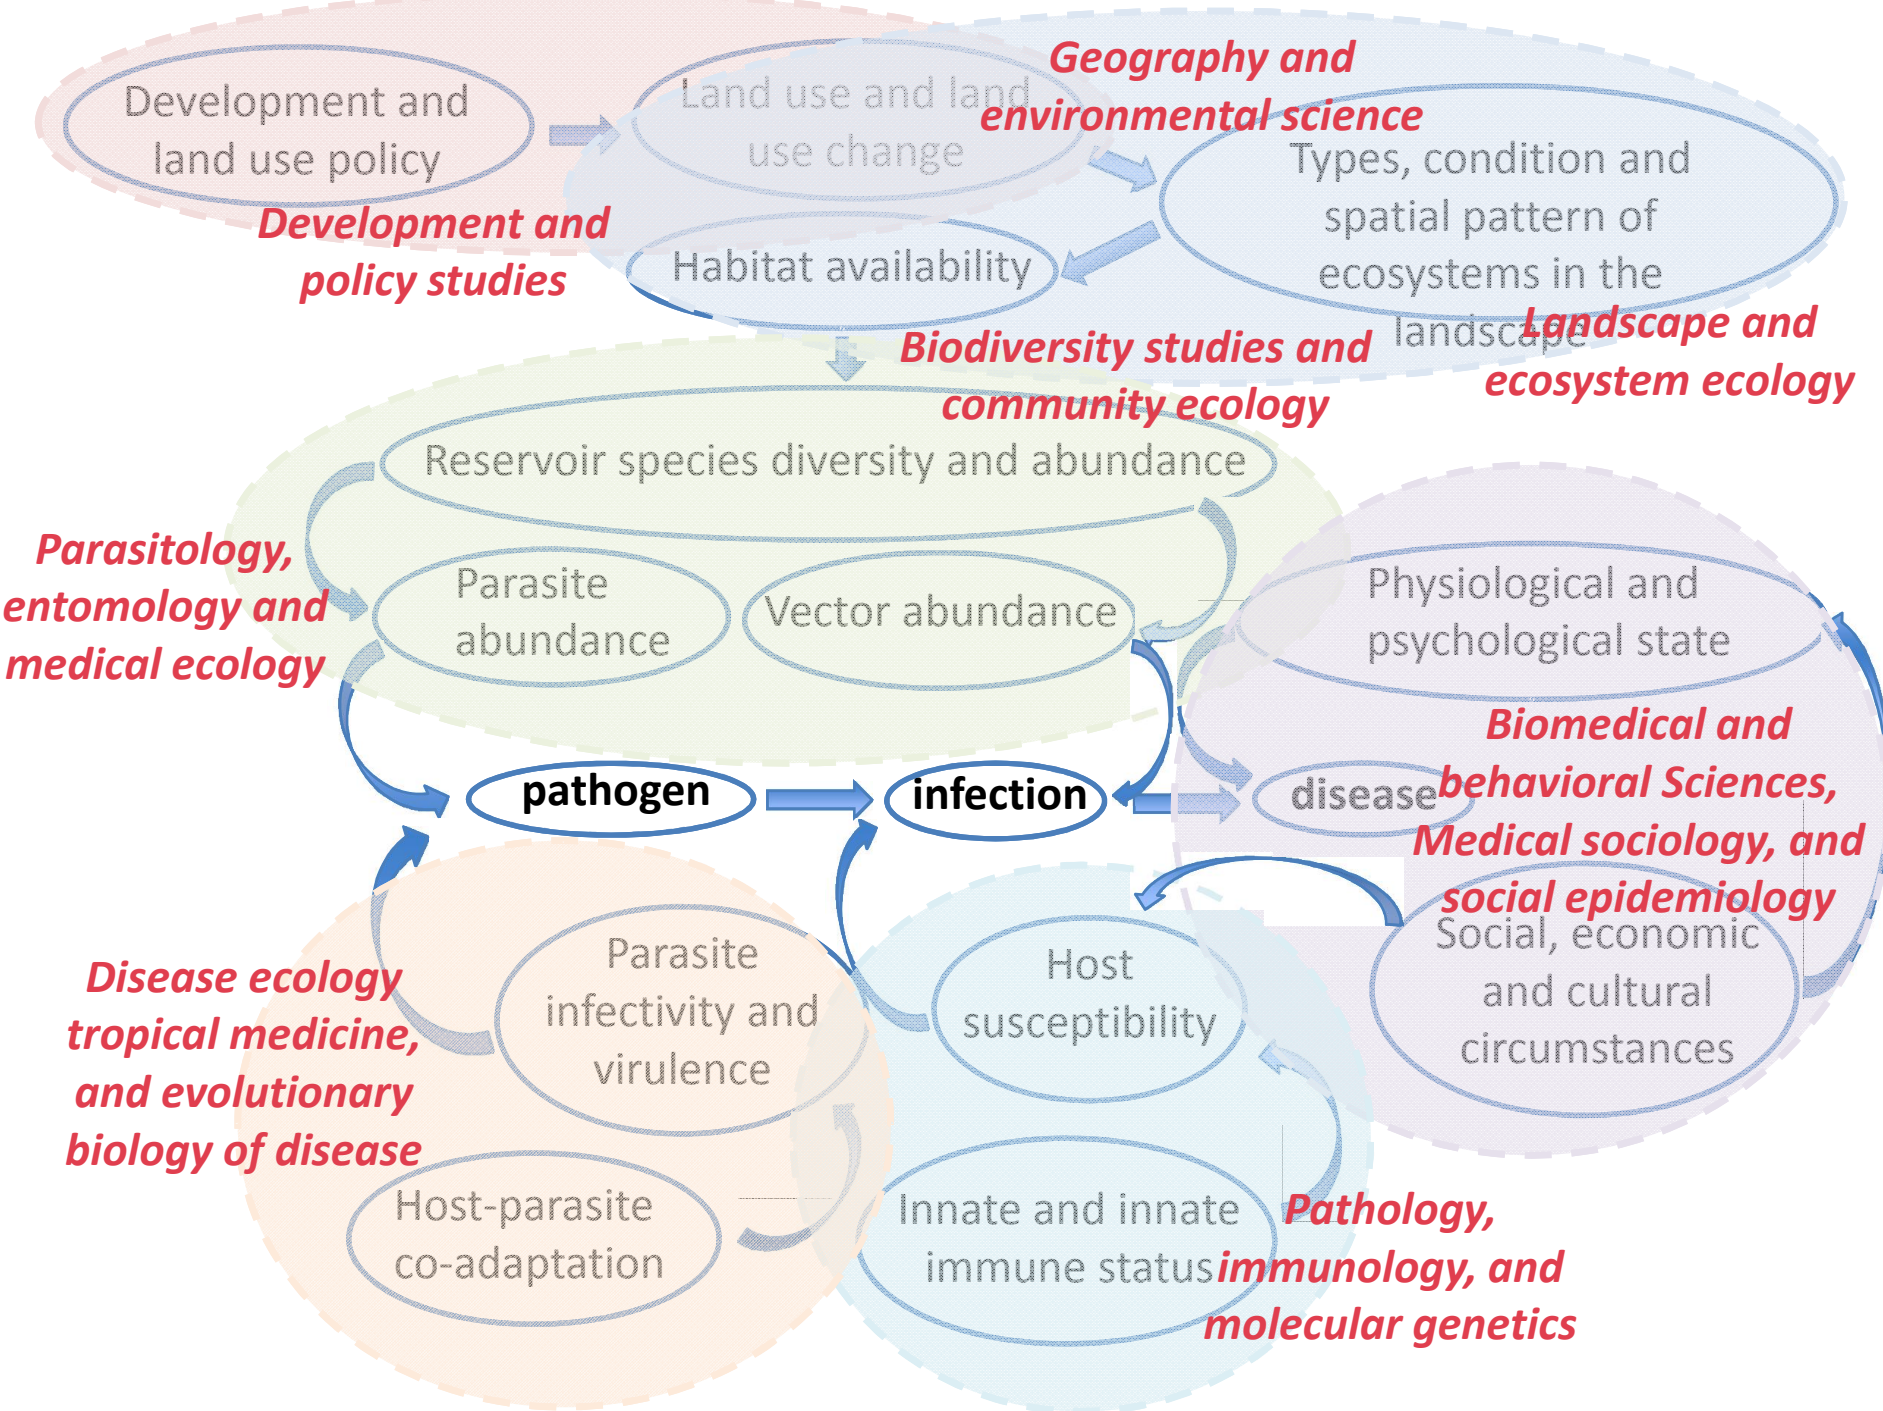 Development and
land use policy
Land use and land
use change
Geography and
environmental science
Types, condition and
spatial pattern of
ecosystems in the
landscape
Development and
policy studies
Habitat availability
Landscape and
ecosystem ecology
Biodiversity studies and
community ecology
Reservoir species diversity and abundance
Parasitology,
entomology and
medical ecology
Parasite
abundance
Vector abundance
Physiological and
psychological state
pathogen
infection
disease
Biomedical and
behavioral Sciences,
Medical sociology, and
social epidemiology
Social, economic
and cultural
circumstances
Parasite
infectivity and
virulence
Host
susceptibility
Disease ecology
tropical medicine,
and evolutionary
biology of disease
Host-parasite
co-adaptation
Innate and innate
immune status
Pathology,
immunology, and
molecular genetics